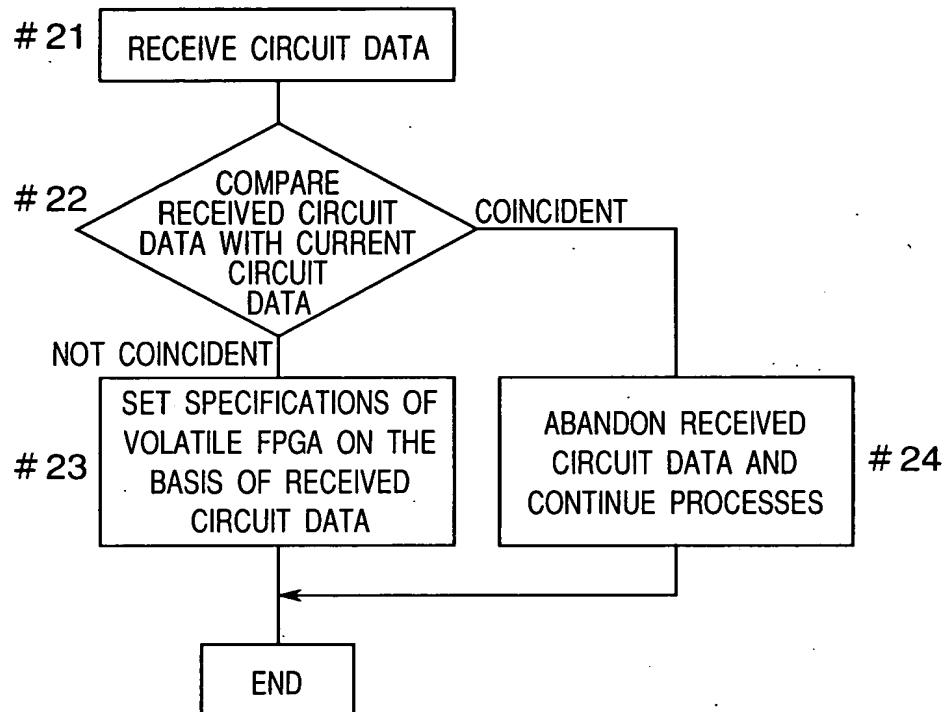 #21
RECEIVE CIRCUIT DATA
#22
COMPARE
RECEIVED CIRCUIT
DATA WITH CURRENT
CIRCUIT
DATA
COINCIDENT
NOT COINCIDENT
#23
SET SPECIFICATIONS OF
VOLATILE FPGA ON THE
BASIS OF RECEIVED
CIRCUIT DATA
ABANDON RECEIVED
CIRCUIT DATA AND
CONTINUE PROCESSES
#24
END